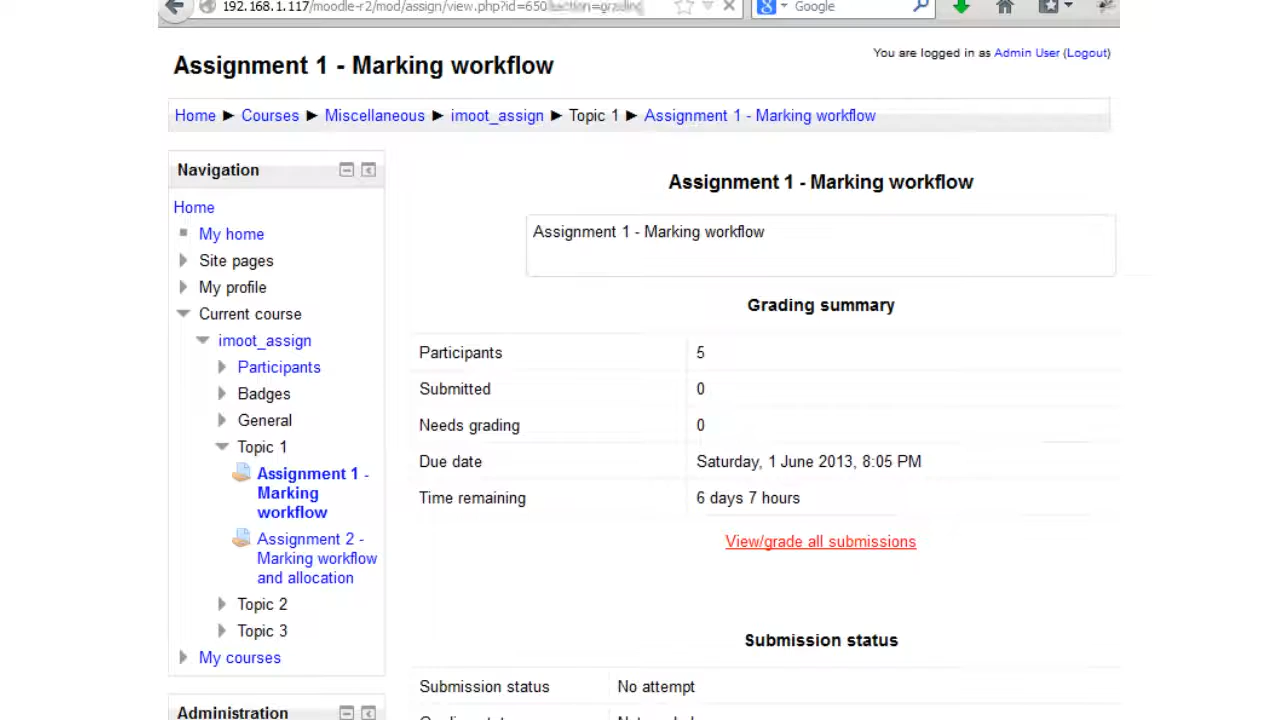 192.168.1.117/moodle-r2/mod/assign/view.php?id=650
Google
You are logged in as Admin User (Logout)
Assignment 1 - Marking workflow
Home ► Courses ► Miscellaneous ► imoot_assign ► Topic 1 ► Assignment 1 - Marking workflow
Navigation
Home
My home
Site pages
My profile
Current course
imoot_assign
Participants
Badges
General
Topic 1
Assignment 1 -
Marking
workflow
Assignment 2 -
Marking workflow
and allocation
Topic 2
Topic 3
My courses
Administration
Assignment 1 - Marking workflow
Assignment 1 - Marking workflow
Grading summary
Participants 5
Submitted 0
Needs grading 0
Due date Saturday, 1 June 2013, 8:05 PM
Time remaining 6 days 7 hours
View/grade all submissions
Submission status
Submission status No attempt